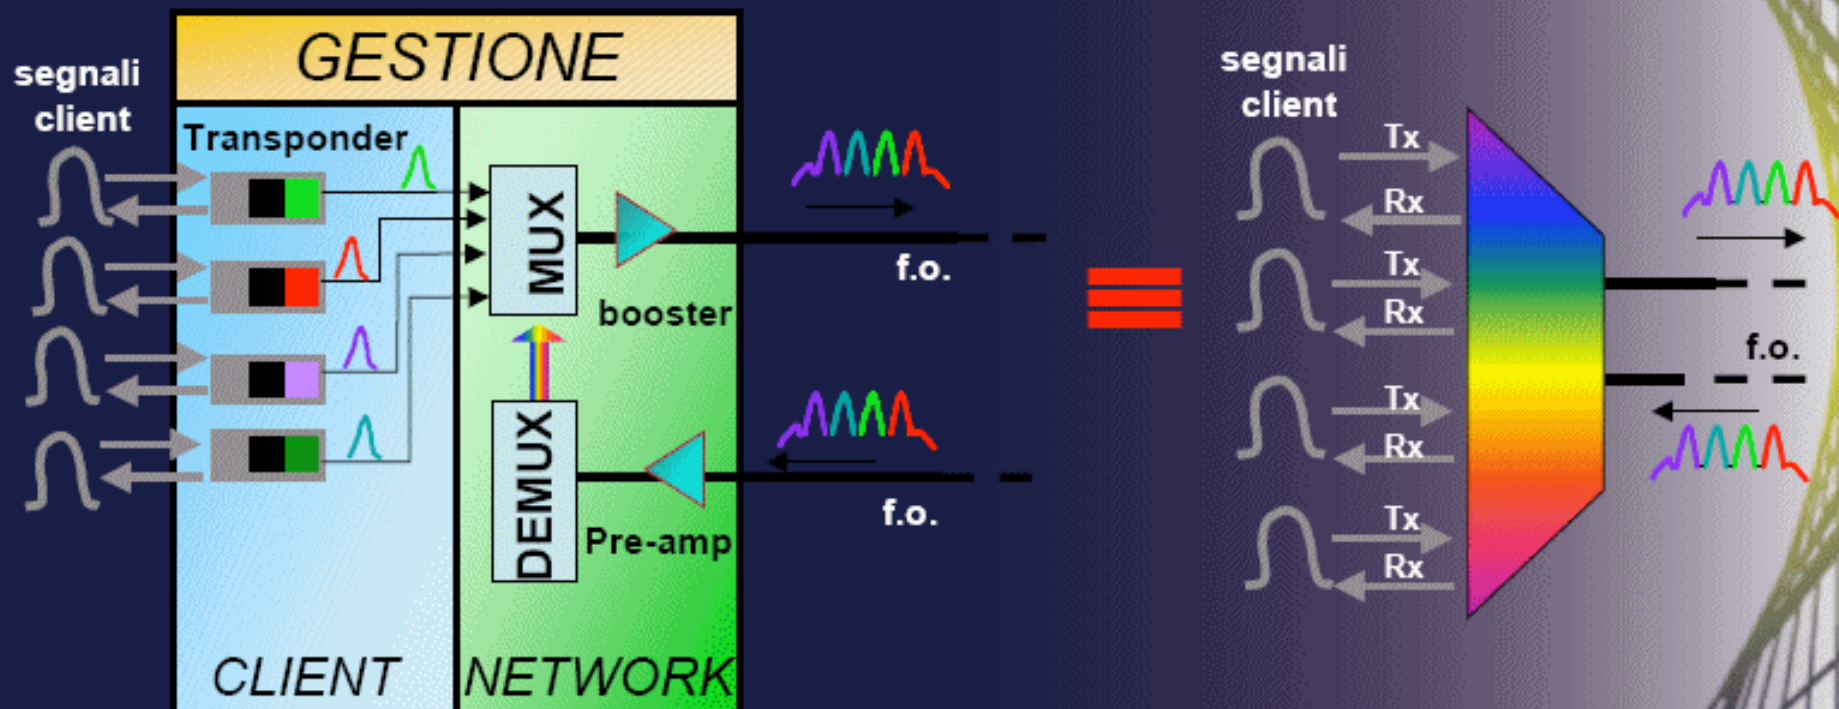 GESTIONE
segnali
client
Transponder
MUX
booster
f.o.
DEMUX
Pre-amp
f.o.
CLIENT
NETWORK
segnali
client
Tx
Rx
Tx
Rx
f.o.
Tx
Rx
Tx
Rx